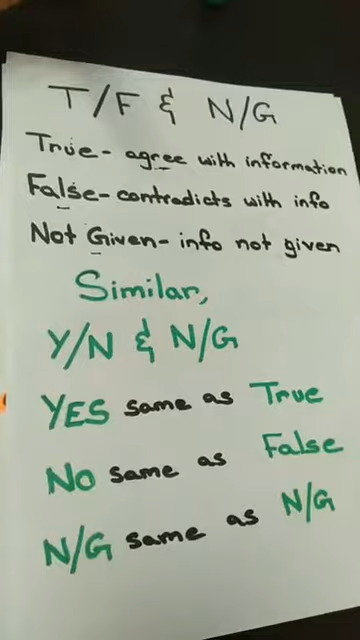 T/F & N/G
True- agree with information
False- contradicts with info
Not Given- info not given
Similar,
Y/N & N/G
YES same as True
No same as False
N/G same as N/G